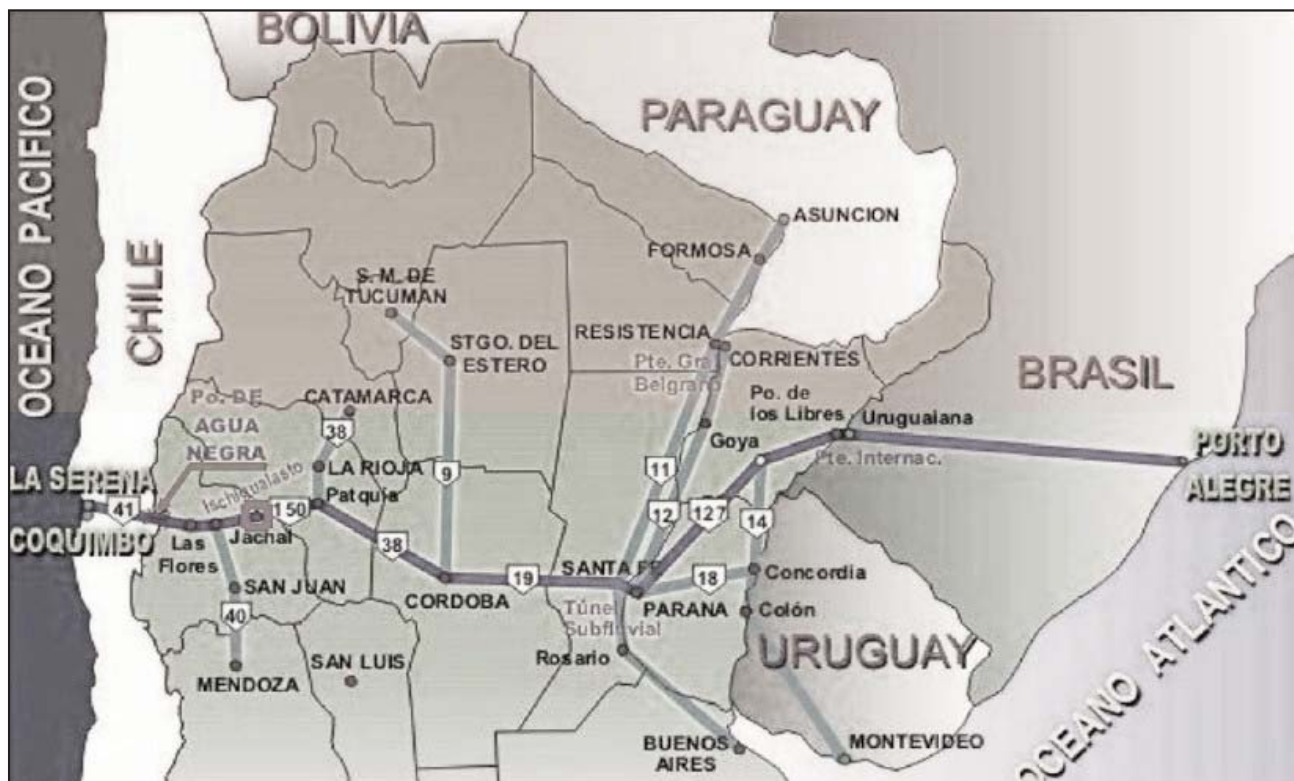 BOLIVIA
PARAGUAY
OCEANO PACIFICO
CHILE
BRASIL
ASUNCION
FORMOSA
S. M. DE
TUCUMAN
RESISTENCIA
CORRIENTES
STGO. DEL
ESTERO
Pte. Gral
Belgrano
Po. DE
AGUA
NEGRA
CATAMARCA
Po. de
los Libres
Uruguaiana
Goya
Pte. Internac.
PORTO
ALEGRE
38
LA RIOJA
9
11
LA SERENA
COQUIMBO
41
Ischigualasto
Patquía
150
12
127
14
Las
Flores
Jachal
38
19
SANTA FE
18
Concordia
CORDOBA
PARANA
SAN JUAN
Túnel
Subfluvial
Colón
40
Rosario
URUGUAY
SAN LUIS
MENDOZA
BUENOS
AIRES
MONTEVIDEO
OCEANO ATLANTICO